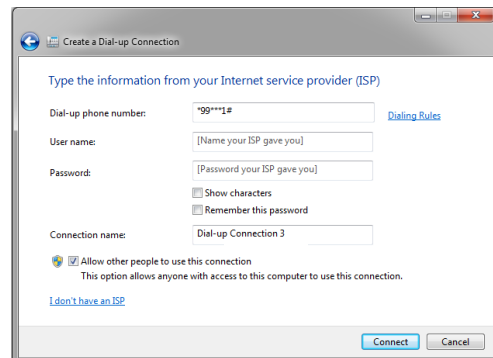 Create a Dial-up Connection
Type the information from your Internet service provider (ISP)
Dial-up phone number: *99***1# Dialing Rules
User name: [Name your ISP gave you]
Password: [Password your ISP gave you]
Show characters
Remember this password
Connection name: Dial-up Connection 3
Allow other people to use this connection
This option allows anyone with access to this computer to use this connection.
I don't have an ISP
Connect Cancel